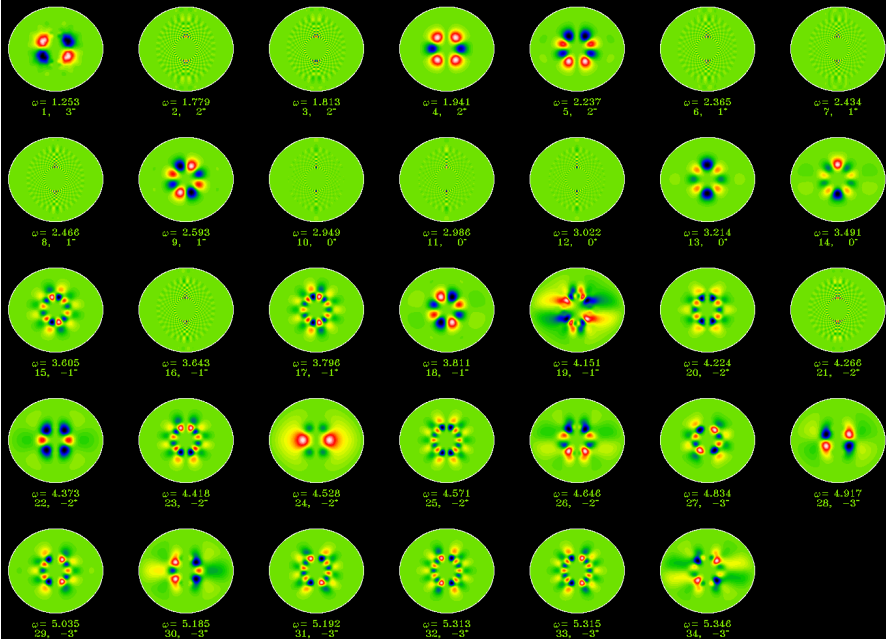 ω = 1.253
1,  3⁺
ω = 1.779
2,  2⁺
ω = 1.813
3,  2⁺
ω = 1.941
4,  2⁺
ω = 2.237
5,  2⁺
ω = 2.365
6,  1⁺
ω = 2.434
7,  1⁺
ω = 2.466
8,  1⁺
ω = 2.593
9,  1⁺
ω = 2.949
10,  0⁺
ω = 2.986
11,  0⁺
ω = 3.022
12,  0⁺
ω = 3.214
13,  0⁺
ω = 3.491
14,  0⁺
ω = 3.605
15,  -1⁺
ω = 3.643
16,  -1⁺
ω = 3.796
17,  -1⁺
ω = 3.811
18,  -1⁺
ω = 4.151
19,  -1⁺
ω = 4.224
20,  -2⁺
ω = 4.266
21,  -2⁺
ω = 4.373
22,  -2⁺
ω = 4.418
23,  -2⁺
ω = 4.528
24,  -2⁺
ω = 4.571
25,  -2⁺
ω = 4.646
26,  -2⁺
ω = 4.834
27,  -3⁺
ω = 4.917
28,  -3⁺
ω = 5.035
29,  -3⁺
ω = 5.185
30,  -3⁺
ω = 5.192
31,  -3⁺
ω = 5.313
32,  -3⁺
ω = 5.315
33,  -3⁺
ω = 5.346
34,  -3⁺